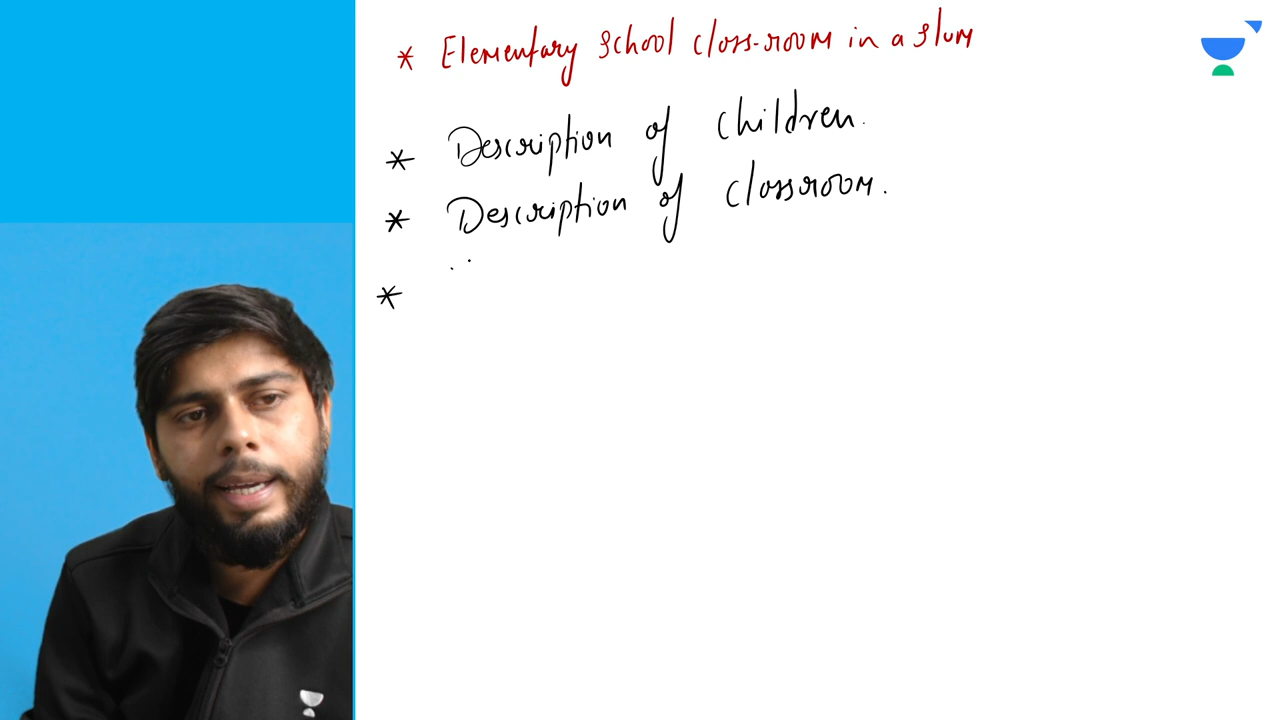 * Elementary School class-room in a slum
* Description of children.
* Description of classroom.
*